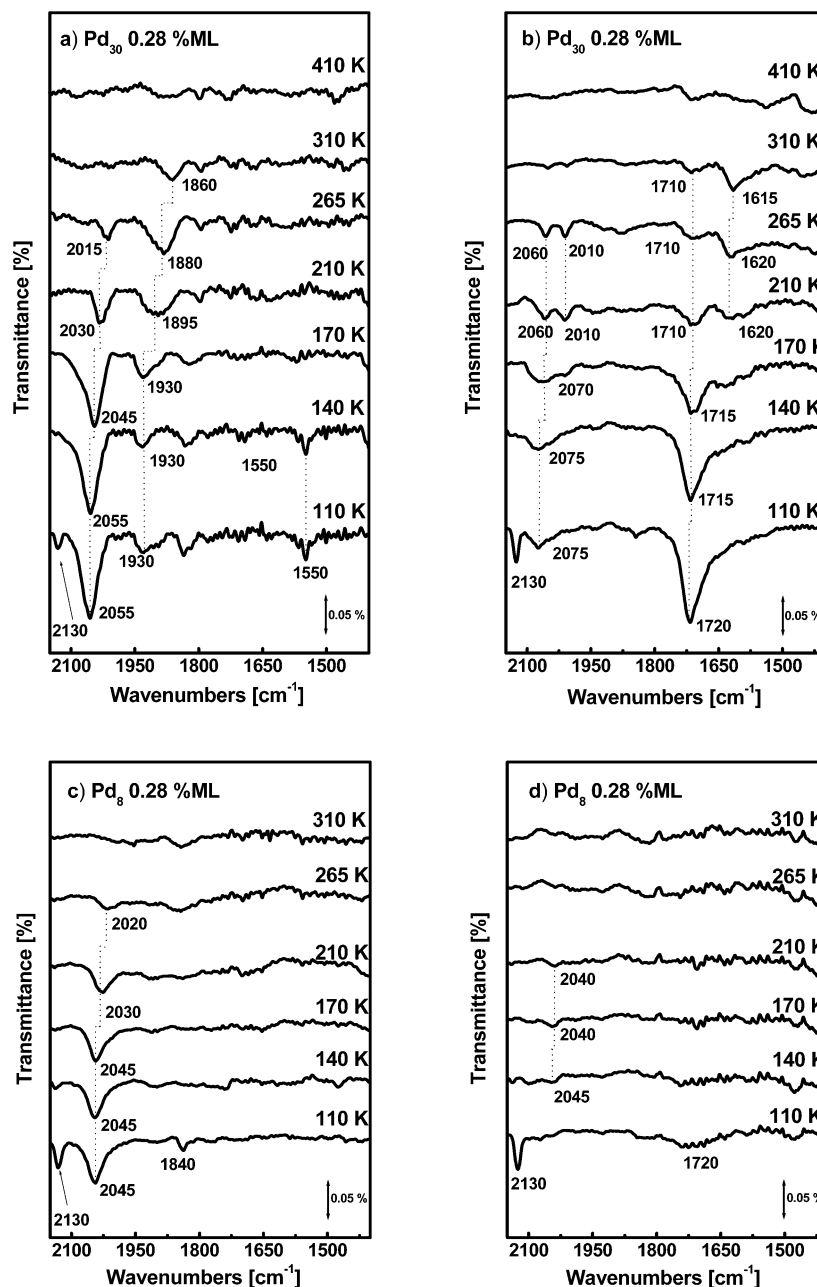 a) Pd30 0.28 %ML
410 K
310 K
1860
265 K
2015
1880
210 K
2030
1895
170 K
1930
2045
140 K
1930
1550
2055
110 K
1930
1550
2055
2130
0.05 %
2100 1950 1800 1650 1500
Wavenumbers [cm-1]
Transmittance [%]
b) Pd30 0.28 %ML
410 K
310 K
1710
1615
265 K
2060 2010 1710
1620
210 K
2060 2010 1710 1620
170 K
2070
1715
140 K
2075
1715
110 K
2075
2130
0.05 %
1720
2100 1950 1800 1650 1500
Wavenumbers [cm-1]
Transmittance [%]
c) Pd8 0.28 %ML
310 K
265 K
2020
210 K
2030
170 K
2045
140 K
2045
110 K
1840
2045
2130
0.05 %
2100 1950 1800 1650 1500
Wavenumbers [cm-1]
Transmittance [%]
d) Pd8 0.28 %ML
310 K
265 K
210 K
2040
170 K
2040
140 K
2045
110 K
1720
2130
0.05 %
2100 1950 1800 1650 1500
Wavenumbers [cm-1]
Transmittance [%]